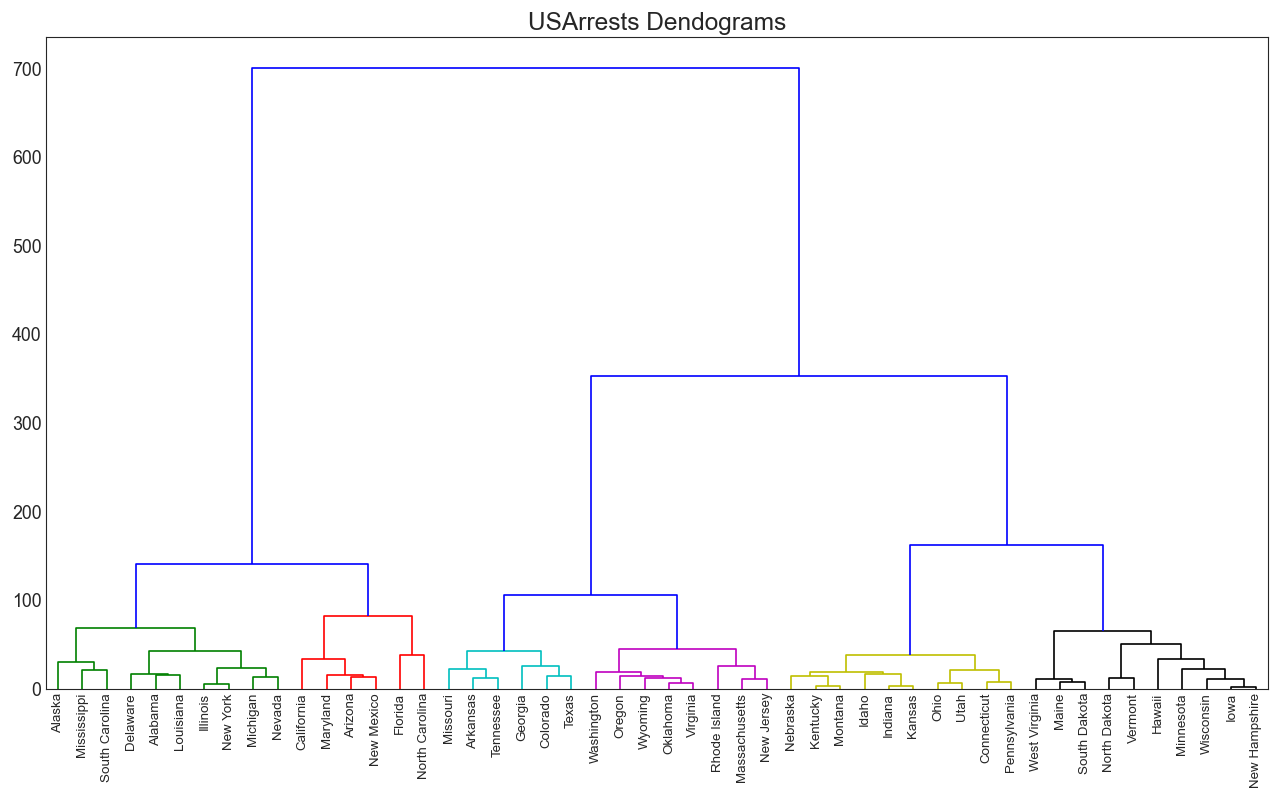 USArrests Dendograms
700
600
500
400
300
200
100
0
Alaska
Mississippi
South Carolina
Delaware
Alabama
Louisiana
Illinois
New York
Michigan
Nevada
California
Maryland
Arizona
New Mexico
Florida
North Carolina
Missouri
Arkansas
Tennessee
Georgia
Colorado
Texas
Washington
Oregon
Wyoming
Oklahoma
Virginia
Rhode Island
Massachusetts
New Jersey
Nebraska
Kentucky
Montana
Idaho
Indiana
Kansas
Ohio
Utah
Connecticut
Pennsylvania
West Virginia
Maine
South Dakota
North Dakota
Vermont
Hawaii
Minnesota
Wisconsin
Iowa
New Hampshire